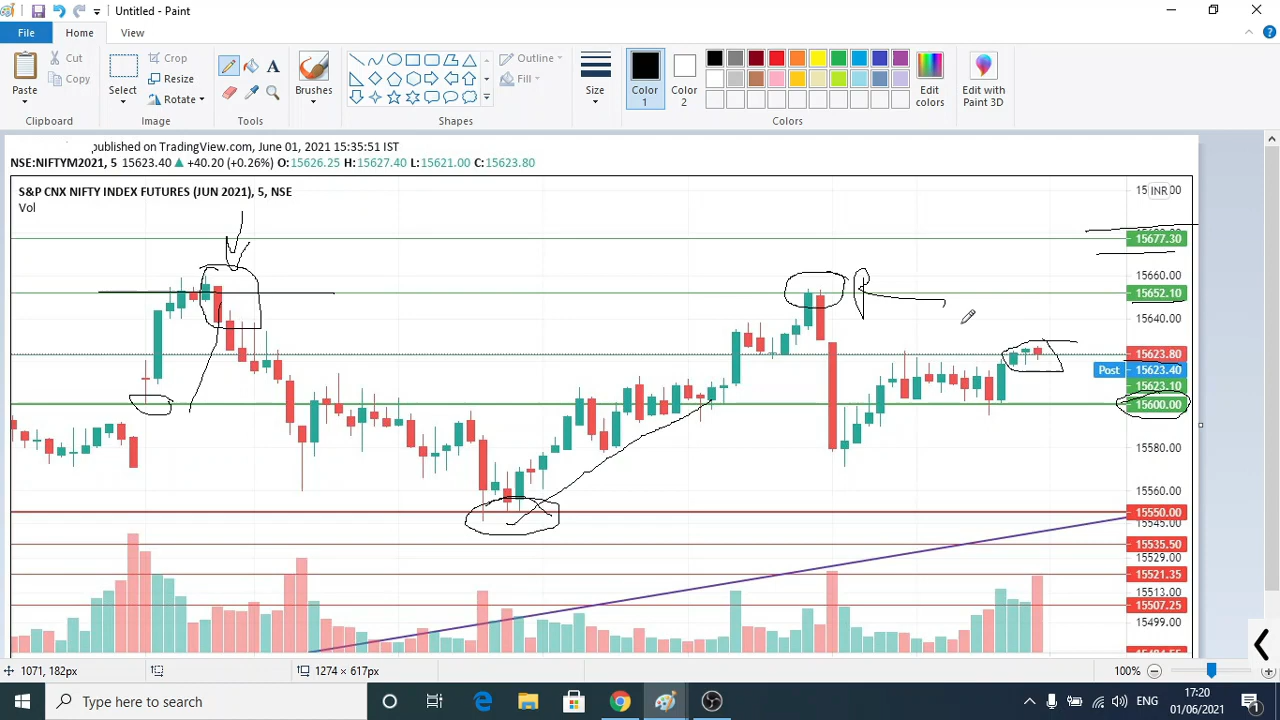 Untitled - Paint
File
Home
View
Paste
Cut
Copy
Clipboard
Select
Crop
Resize
Rotate
Image
A
Tools
Brushes
Outline
Fill
Shapes
Size
Color 1
Color 2
Edit colors
Edit with Paint 3D
Colors
ublished on TradingView.com, June 01, 2021 15:35:51 IST
NSE:NIFTYM2021, 5 15623.40 ▲ +40.20 (+0.26%) O:15626.25 H:15627.40 L:15621.00 C:15623.80
S&P CNX NIFTY INDEX FUTURES (JUN 2021), 5, NSE
Vol
INR
15677.30
15660.00
15652.10
15640.00
15623.80
Post 15623.40
15623.10
15600.00
15580.00
15560.00
15550.00
15545.00
15535.50
15529.00
15521.35
15513.00
15507.25
15499.00
1071, 182px
1274 × 617px
100%
Type here to search
ENG
17:20
01/06/2021
1